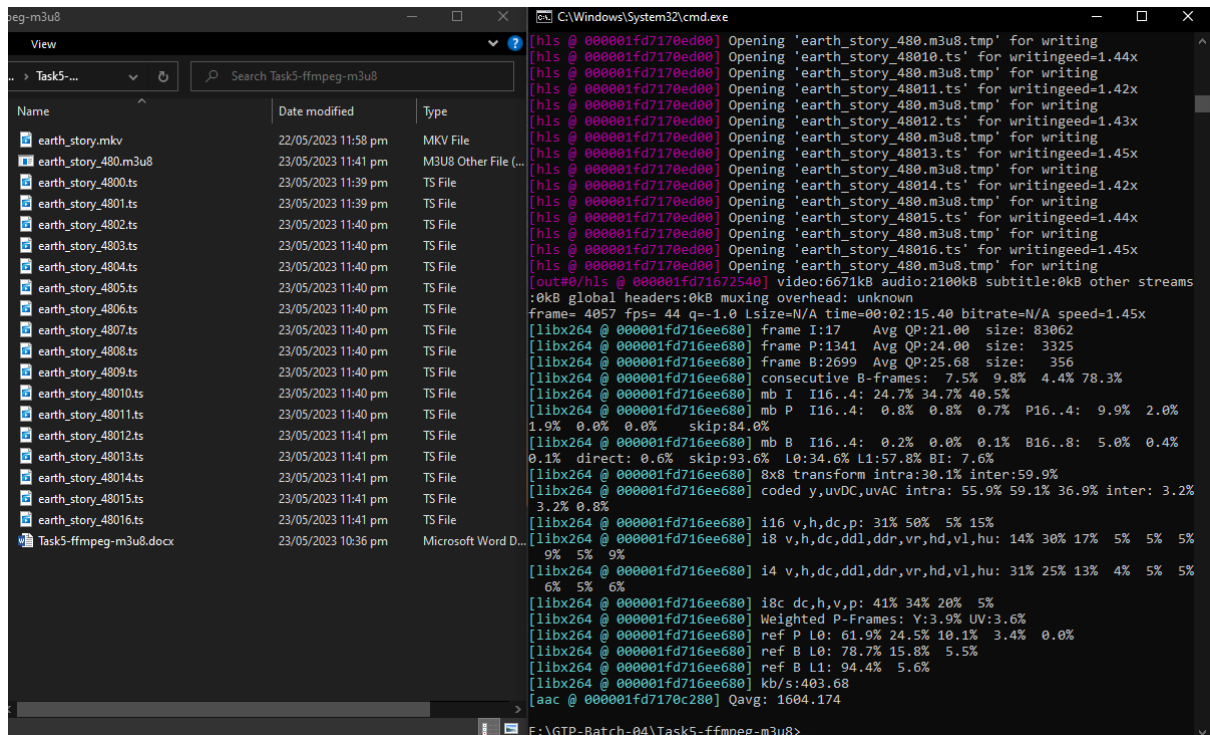 peg-m3u8
View
... > Task5-...
Search Task5-ffmpeg-m3u8
Name Date modified Type
earth_story.mkv 22/05/2023 11:58 pm MKV File
earth_story_480.m3u8 23/05/2023 11:41 pm M3U8 Other File (...
earth_story_4800.ts 23/05/2023 11:39 pm TS File
earth_story_4801.ts 23/05/2023 11:39 pm TS File
earth_story_4802.ts 23/05/2023 11:40 pm TS File
earth_story_4803.ts 23/05/2023 11:40 pm TS File
earth_story_4804.ts 23/05/2023 11:40 pm TS File
earth_story_4805.ts 23/05/2023 11:40 pm TS File
earth_story_4806.ts 23/05/2023 11:40 pm TS File
earth_story_4807.ts 23/05/2023 11:40 pm TS File
earth_story_4808.ts 23/05/2023 11:40 pm TS File
earth_story_4809.ts 23/05/2023 11:40 pm TS File
earth_story_48010.ts 23/05/2023 11:40 pm TS File
earth_story_48011.ts 23/05/2023 11:40 pm TS File
earth_story_48012.ts 23/05/2023 11:41 pm TS File
earth_story_48013.ts 23/05/2023 11:41 pm TS File
earth_story_48014.ts 23/05/2023 11:41 pm TS File
earth_story_48015.ts 23/05/2023 11:41 pm TS File
earth_story_48016.ts 23/05/2023 11:41 pm TS File
Task5-ffmpeg-m3u8.docx 23/05/2023 10:36 pm Microsoft Word D...
C:\Windows\System32\cmd.exe
[hls @ 000001fd7170ed00] Opening 'earth_story_480.m3u8.tmp' for writing
[hls @ 000001fd7170ed00] Opening 'earth_story_48010.ts' for writingeed=1.44x
[hls @ 000001fd7170ed00] Opening 'earth_story_480.m3u8.tmp' for writing
[hls @ 000001fd7170ed00] Opening 'earth_story_48011.ts' for writingeed=1.42x
[hls @ 000001fd7170ed00] Opening 'earth_story_480.m3u8.tmp' for writing
[hls @ 000001fd7170ed00] Opening 'earth_story_48012.ts' for writingeed=1.43x
[hls @ 000001fd7170ed00] Opening 'earth_story_480.m3u8.tmp' for writing
[hls @ 000001fd7170ed00] Opening 'earth_story_48013.ts' for writingeed=1.45x
[hls @ 000001fd7170ed00] Opening 'earth_story_480.m3u8.tmp' for writing
[hls @ 000001fd7170ed00] Opening 'earth_story_48014.ts' for writingeed=1.42x
[hls @ 000001fd7170ed00] Opening 'earth_story_480.m3u8.tmp' for writing
[hls @ 000001fd7170ed00] Opening 'earth_story_48015.ts' for writingeed=1.44x
[hls @ 000001fd7170ed00] Opening 'earth_story_480.m3u8.tmp' for writing
[hls @ 000001fd7170ed00] Opening 'earth_story_48016.ts' for writingeed=1.45x
[hls @ 000001fd7170ed00] Opening 'earth_story_480.m3u8.tmp' for writing
[out#0/hls @ 000001fd71672540] video:6671kB audio:2100kB subtitle:0kB other streams
:0kB global headers:0kB muxing overhead: unknown
frame= 4057 fps= 44 q=-1.0 Lsize=N/A time=00:02:15.40 bitrate=N/A speed=1.45x
[libx264 @ 000001fd716ee680] frame I:17 Avg QP:21.00 size: 83062
[libx264 @ 000001fd716ee680] frame P:1341 Avg QP:24.00 size: 3325
[libx264 @ 000001fd716ee680] frame B:2699 Avg QP:25.68 size: 356
[libx264 @ 000001fd716ee680] consecutive B-frames: 7.5% 9.8% 4.4% 78.3%
[libx264 @ 000001fd716ee680] mb I I16..4: 24.7% 34.7% 40.5%
[libx264 @ 000001fd716ee680] mb P I16..4: 0.8% 0.8% 0.7% P16..4: 9.9% 2.0%
1.9% 0.0% 0.0% skip:84.0%
[libx264 @ 000001fd716ee680] mb B I16..4: 0.2% 0.0% 0.1% B16..8: 5.0% 0.4%
0.1% direct: 0.6% skip:93.6% L0:34.6% L1:57.8% BI: 7.6%
[libx264 @ 000001fd716ee680] 8x8 transform intra:30.1% inter:59.9%
[libx264 @ 000001fd716ee680] coded y,uvDC,uvAC intra: 55.9% 59.1% 36.9% inter: 3.2%
3.2% 0.8%
[libx264 @ 000001fd716ee680] i16 v,h,dc,p: 31% 50% 5% 15%
[libx264 @ 000001fd716ee680] i8 v,h,dc,ddl,ddr,vr,hd,vl,hu: 14% 30% 17% 5% 5% 5%
9% 5% 9%
[libx264 @ 000001fd716ee680] i4 v,h,dc,ddl,ddr,vr,hd,vl,hu: 31% 25% 13% 4% 5% 5%
6% 5% 6%
[libx264 @ 000001fd716ee680] i8c dc,h,v,p: 41% 34% 20% 5%
[libx264 @ 000001fd716ee680] Weighted P-Frames: Y:3.9% UV:3.6%
[libx264 @ 000001fd716ee680] ref P L0: 61.9% 24.5% 10.1% 3.4% 0.0%
[libx264 @ 000001fd716ee680] ref B L0: 78.7% 15.8% 5.5%
[libx264 @ 000001fd716ee680] ref B L1: 94.4% 5.6%
[libx264 @ 000001fd716ee680] kb/s:403.68
[aac @ 000001fd7170c280] Qavg: 1604.174
E:\GTP-Batch-04\Task5-ffmpeg-m3u8>